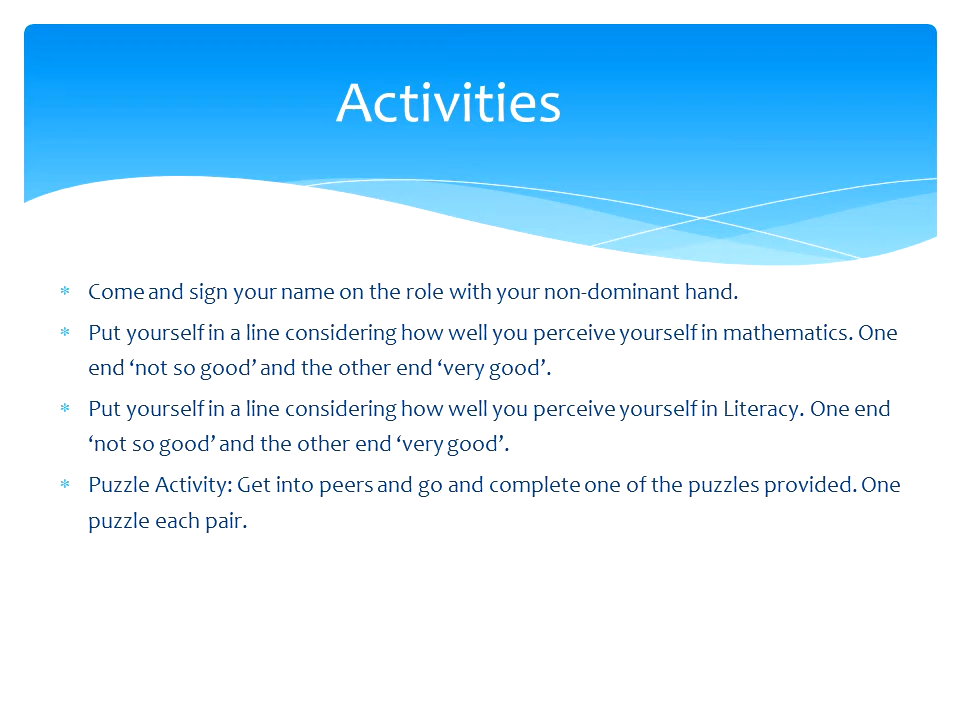 Activities
* Come and sign your name on the role with your non-dominant hand.
* Put yourself in a line considering how well you perceive yourself in mathematics. One
end ‘not so good’ and the other end ‘very good’.
* Put yourself in a line considering how well you perceive yourself in Literacy. One end
‘not so good’ and the other end ‘very good’.
* Puzzle Activity: Get into peers and go and complete one of the puzzles provided. One
puzzle each pair.